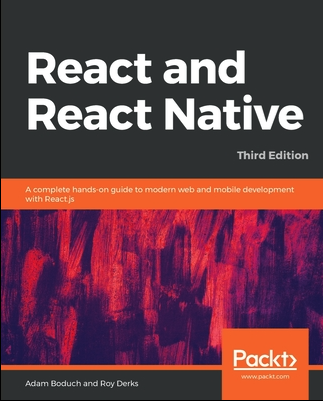 React and
React Native
Third Edition
A complete hands-on guide to modern web and mobile development
with React.js
Packt>
www.packt.com
Adam Boduch and Roy Derks